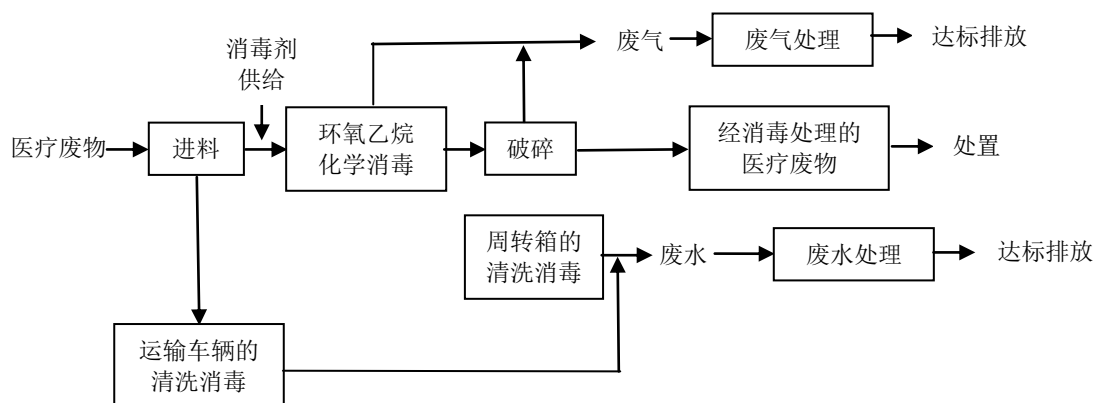 消毒剂
供给
废气
废气处理
达标排放
医疗废物
进料
环氧乙烷
化学消毒
破碎
经消毒处理的
医疗废物
处置
周转箱的
清洗消毒
废水
废水处理
达标排放
运输车辆的
清洗消毒